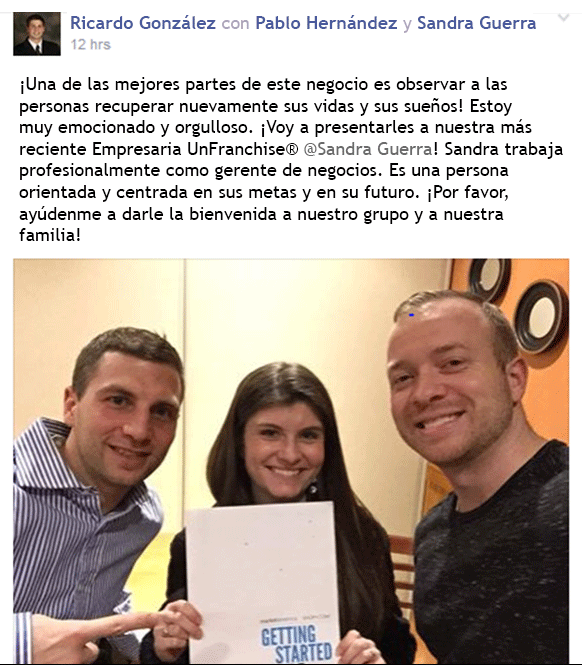 Ricardo González con Pablo Hernández y Sandra Guerra
12 hrs
¡Una de las mejores partes de este negocio es observar a las
personas recuperar nuevamente sus vidas y sus sueños! Estoy
muy emocionado y orgulloso. ¡Voy a presentarles a nuestra más
reciente Empresaria UnFranchise® @Sandra Guerra! Sandra trabaja
profesionalmente como gerente de negocios. Es una persona
orientada y centrada en sus metas y en su futuro. ¡Por favor,
ayúdenme a darle la bienvenida a nuestro grupo y a nuestra
familia!
GETTING
STARTED